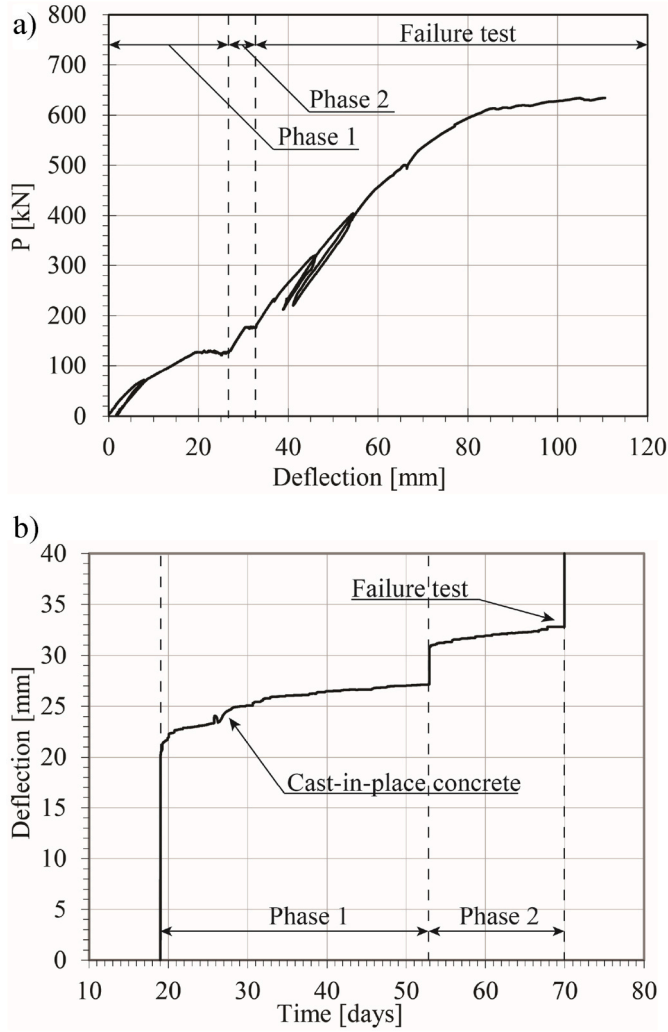 a)
800
700
600
500
400
300
200
100
0
P [kN]
Failure test
Phase 2
Phase 1
0 20 40 60 80 100 120
Deflection [mm]
b)
40
35
30
25
20
15
10
5
0
Deflection [mm]
Failure test
Cast-in-place concrete
Phase 1 Phase 2
10 20 30 40 50 60 70 80
Time [days]